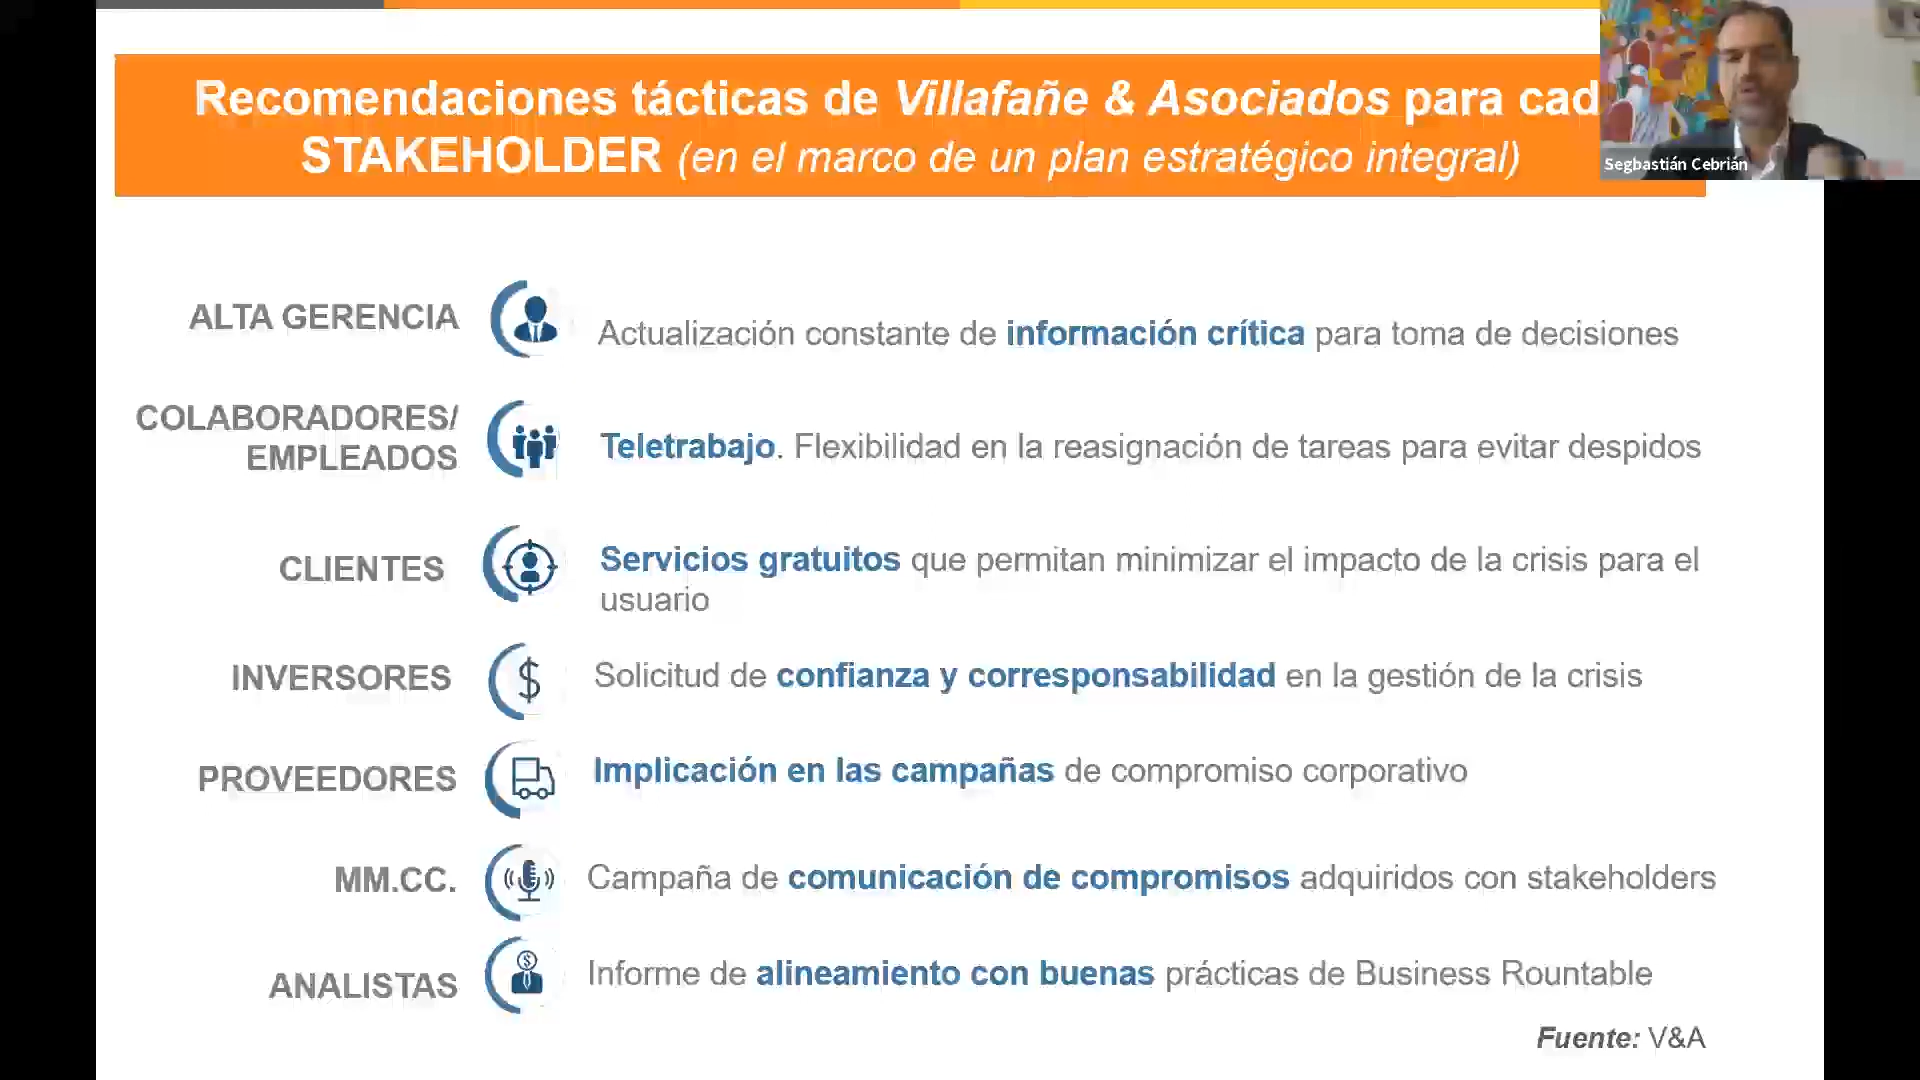 Recomendaciones tácticas de Villafañe & Asociados para cad
STAKEHOLDER (en el marco de un plan estratégico integral)
Segbastián Cebrián
ALTA GERENCIA
Actualización constante de información crítica para toma de decisiones
COLABORADORES/
EMPLEADOS
Teletrabajo. Flexibilidad en la reasignación de tareas para evitar despidos
CLIENTES
Servicios gratuitos que permitan minimizar el impacto de la crisis para el
usuario
INVERSORES
$
Solicitud de confianza y corresponsabilidad en la gestión de la crisis
PROVEEDORES
Implicación en las campañas de compromiso corporativo
MM.CC.
Campaña de comunicación de compromisos adquiridos con stakeholders
ANALISTAS
$
Informe de alineamiento con buenas prácticas de Business Rountable
Fuente: V&A